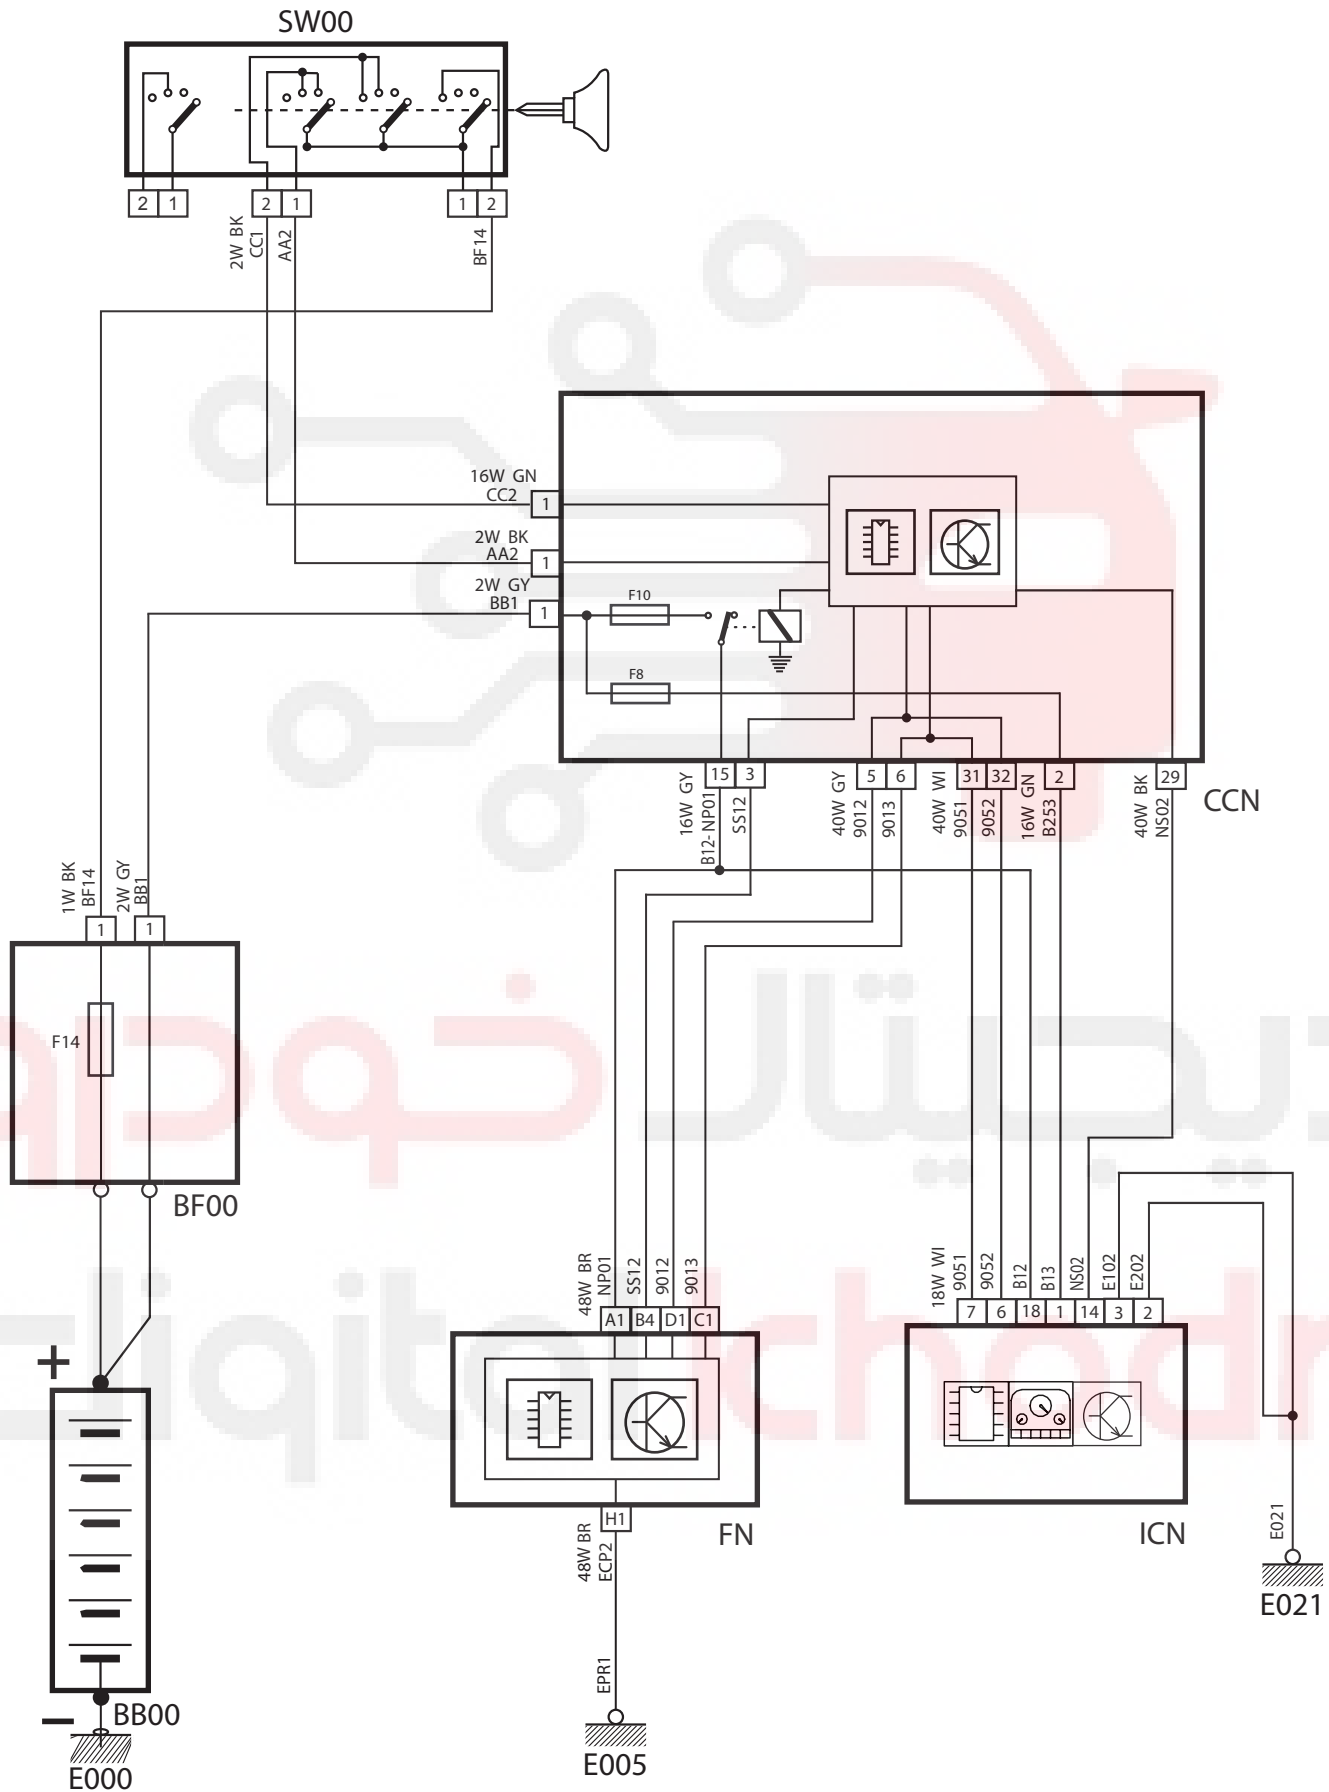 SW00
2 1 2 1 1 2
2W BK
CC1
AA2
BF14
16W GN
CC2
1
2W BK
AA2
1
2W GY
BB1
1
F10
F8
15 3 5 6 31 32 2 29
CCN
16W GY
B12-NP01
SS12
40W GY
9012
9013
40W WI
9051
9052
16W GN
B253
40W BK
NS02
1W BK
BF14
2W GY
BB1
1 1
F14
BF00
دیجیتال خودرو
digital khodro
48W BR
NP01
SS12
9012
9013
A1 B4 D1 C1
18W WI
9051
9052
B12
B13
NS02
E102
E202
7 6 18 1 14 3 2
+
H1
FN
ICN
48W BR
ECP2
E021
E021
EPR1
–
BB00
E000
E005